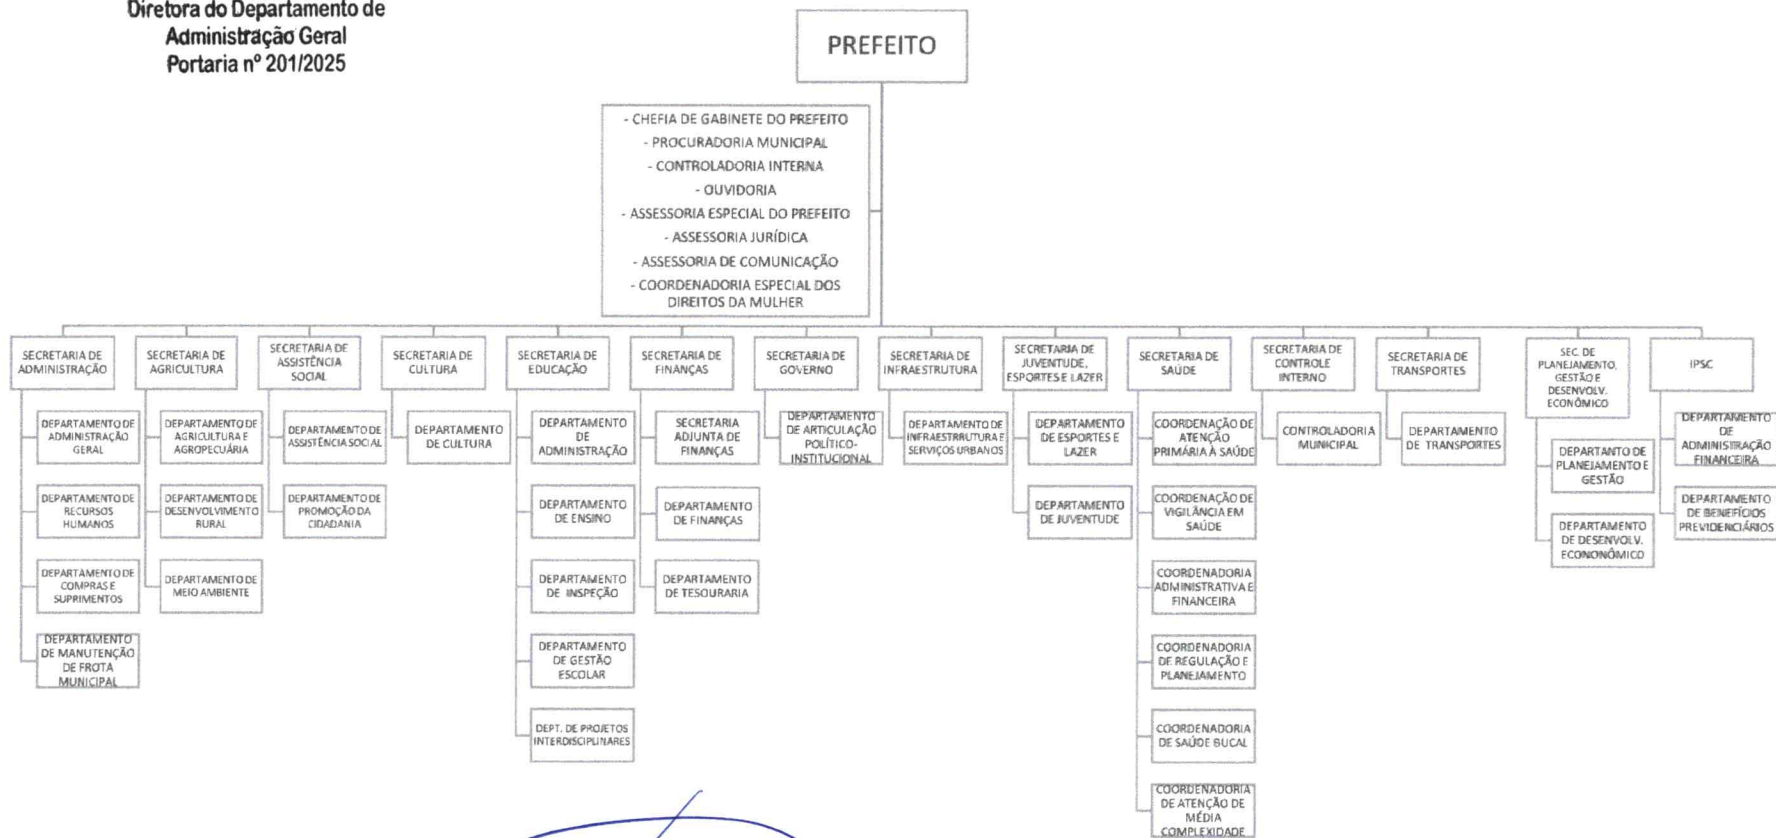 Diretora do Departamento de
Administração Geral
Portaria nº 201/2025
PREFEITO
- CHEFIA DE GABINETE DO PREFEITO
- PROCURADORIA MUNICIPAL
- CONTROLADORIA INTERNA
- OUVIDORIA
- ASSESSORIA ESPECIAL DO PREFEITO
- ASSESSORIA JURÍDICA
- ASSESSORIA DE COMUNICAÇÃO
- COORDENADORIA ESPECIAL DOS
DIREITOS DA MULHER
SECRETARIA DE
ADMINISTRAÇÃO
DEPARTAMENTO DE
ADMINISTRAÇÃO
GERAL
DEPARTAMENTO DE
RECURSOS
HUMANOS
DEPARTAMENTO DE
COMPRAS E
SUPRIMENTOS
DEPARTAMENTO
DE MANUTENÇÃO
DE FROTA
MUNICIPAL
SECRETARIA DE
AGRICULTURA
DEPARTAMENTO DE
AGRICULTURA E
AGROPECUÁRIA
DEPARTAMENTO DE
DESENVOLVIMENTO
RURAL
DEPARTAMENTO DE
MEIO AMBIENTE
SECRETARIA DE
ASSISTÊNCIA
SOCIAL
DEPARTAMENTO DE
ASSISTÊNCIA SOCIAL
DEPARTAMENTO DE
PROMOÇÃO DA
CIDADANIA
SECRETARIA DE
CULTURA
DEPARTAMENTO
DE CULTURA
SECRETARIA DE
EDUCAÇÃO
DEPARTAMENTO
DE
ADMINISTRAÇÃO
DEPARTAMENTO
DE ENSINO
DEPARTAMENTO
DE INSPEÇÃO
DEPARTAMENTO
DE GESTÃO
ESCOLAR
DEPT. DE PROJETOS
INTERDISCIPLINARES
SECRETARIA DE
FINANÇAS
SECRETARIA
ADJUNTA DE
FINANÇAS
DEPARTAMENTO
DE FINANÇAS
DEPARTAMENTO
DE TESOURARIA
SECRETARIA DE
GOVERNO
DEPARTAMENTO
DE ARTICULAÇÃO
POLÍTICO-
INSTITUCIONAL
SECRETARIA DE
INFRAESTRUTURA
DEPARTAMENTO DE
INFRAESTRRUTURA E
SERVIÇOS URBANOS
SECRETARIA DE
JUVENTUDE,
ESPORTES E LAZER
DEPARTAMENTO
DE ESPORTES E
LAZER
DEPARTAMENTO
DE JUVENTUDE
SECRETARIA DE
SAÚDE
COORDENAÇÃO DE
ATENÇÃO
PRIMÁRIA À SAÚDE
COORDENAÇÃO DE
VIGILÂNCIA EM
SAÚDE
COORDENADORIA
ADMINISTRATIVA E
FINANCEIRA
COORDENADORIA
DE REGULAÇÃO E
PLANEJAMENTO
COORDENADORIA
DE SAÚDE BUCAL
COORDENADORIA
DE ATENÇÃO DE
MÉDIA
COMPLEXIDADE
SECRETARIA DE
CONTROLE
INTERNO
CONTROLADORIA
MUNICIPAL
SECRETARIA DE
TRANSPORTES
DEPARTAMENTO
DE TRANSPORTES
SEC. DE
PLANEJAMENTO,
GESTÃO E
DESENVOLV.
ECONÔMICO
DEPARTANTO DE
PLANEJAMENTO E
GESTÃO
DEPARTAMENTO
DE DESENVOLV.
ECONONÔMICO
IPSC
DEPARTAMENTO
DE
ADMINISTRAÇÃO
FINANCEIRA
DEPARTAMENTO
DE BENEFÍCIOS
PREVIDENCIÁRIOS